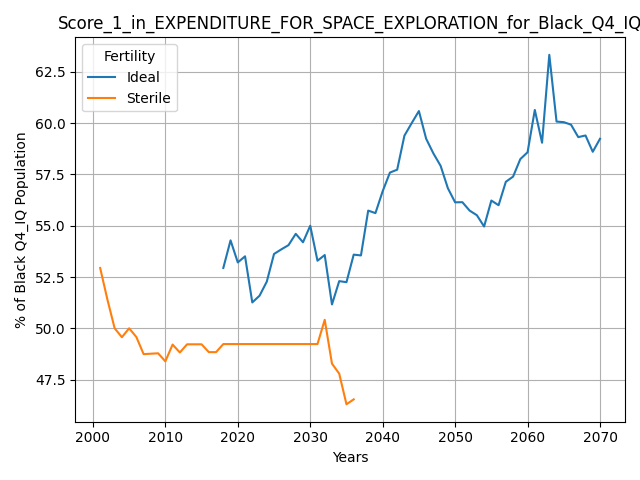 Score_1_in_EXPENDITURE_FOR_SPACE_EXPLORATION_for_Black_Q4_IQ
Fertility
Ideal
Sterile
62.5
60.0
57.5
55.0
52.5
50.0
47.5
% of Black Q4_IQ Population
2000 2010 2020 2030 2040 2050 2060 2070
Years